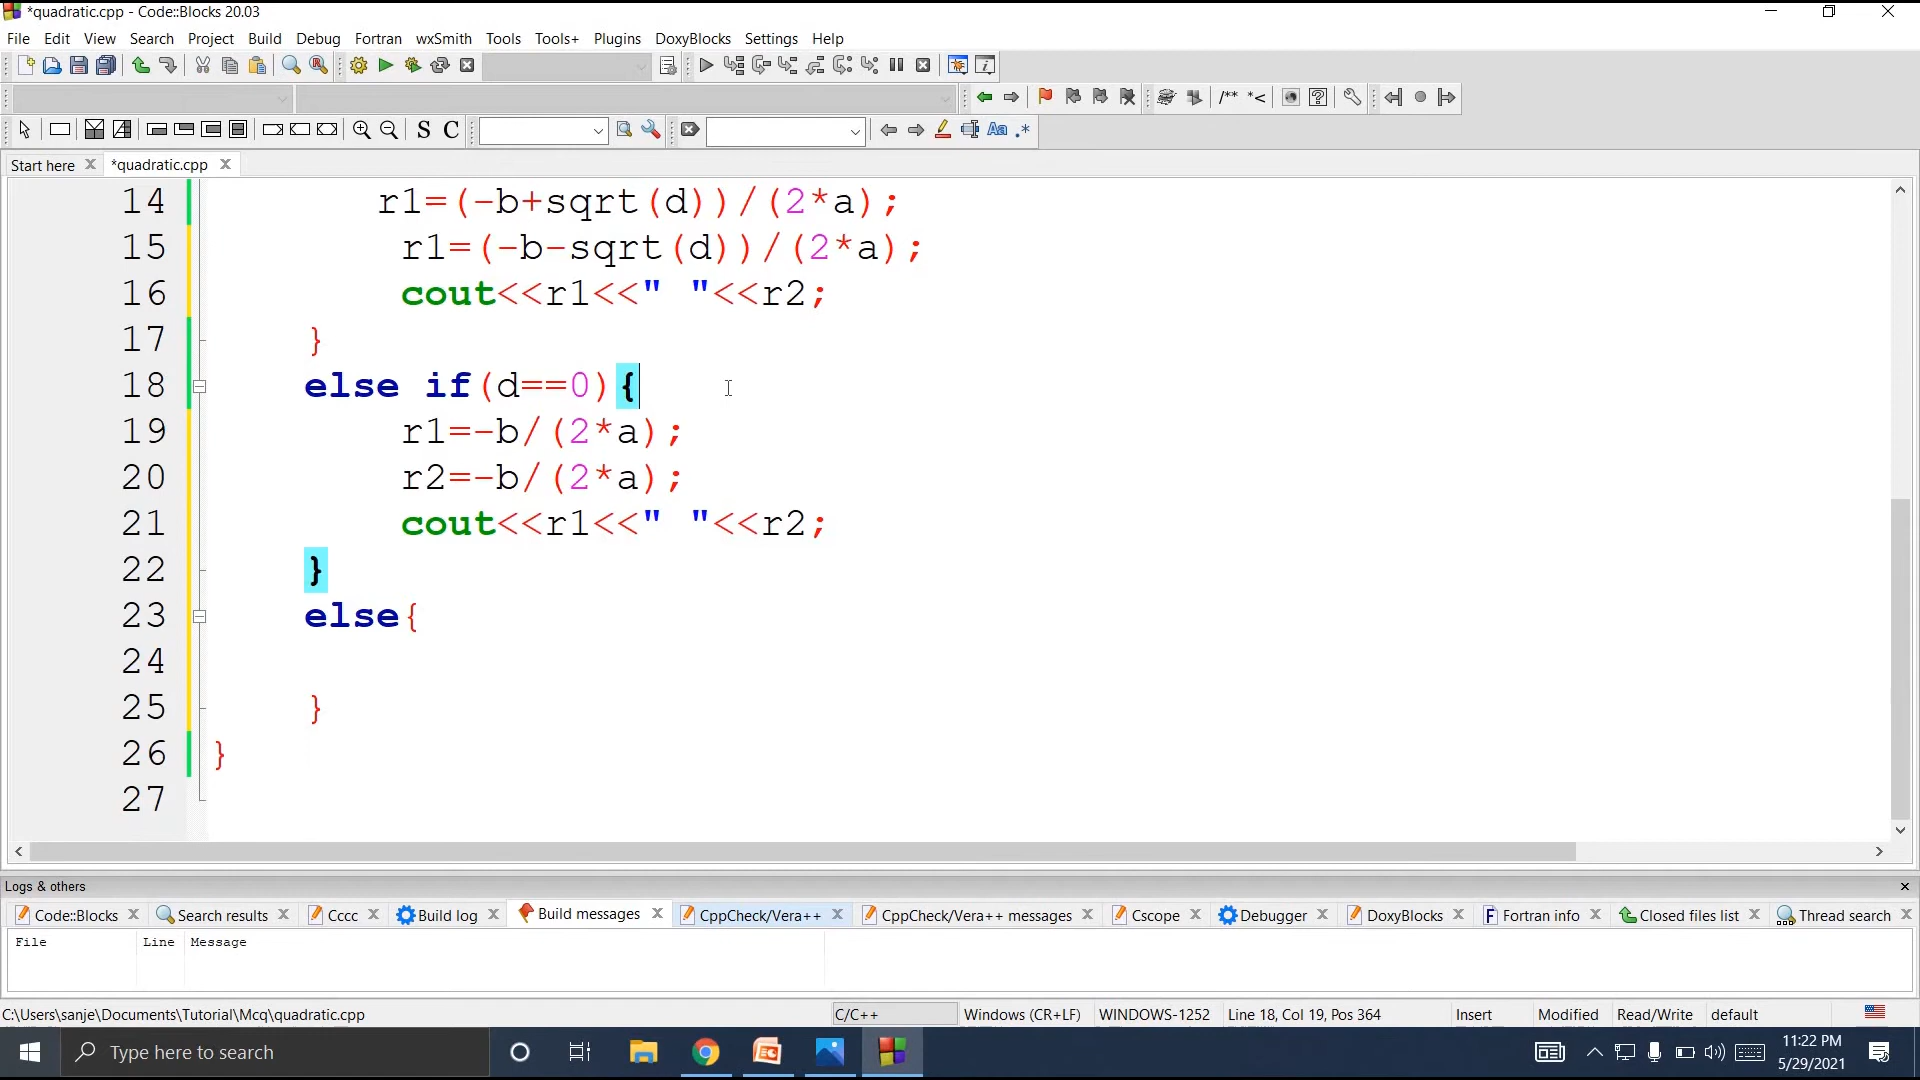 *quadratic.cpp - Code::Blocks 20.03
File Edit View Search Project Build Debug Fortran wxSmith Tools Tools+ Plugins DoxyBlocks Settings Help
/** *<
S C Aa .*
Start here *quadratic.cpp
14 r1=(-b+sqrt(d))/(2*a);
15 r1=(-b-sqrt(d))/(2*a);
16 cout<<r1<<" "<<r2;
17 }
18 else if(d==0){
19 r1=-b/(2*a);
20 r2=-b/(2*a);
21 cout<<r1<<" "<<r2;
22 }
23 else{
24
25 }
26 }
27
Logs & others
Code::Blocks Search results Cccc Build log Build messages CppCheck/Vera++ CppCheck/Vera++ messages Cscope Debugger DoxyBlocks Fortran info Closed files list Thread search
File Line Message
C:\Users\sanje\Documents\Tutorial\Mcq\quadratic.cpp C/C++ Windows (CR+LF) WINDOWS-1252 Line 18, Col 19, Pos 364 Insert Modified Read/Write default
Type here to search
11:22 PM
5/29/2021